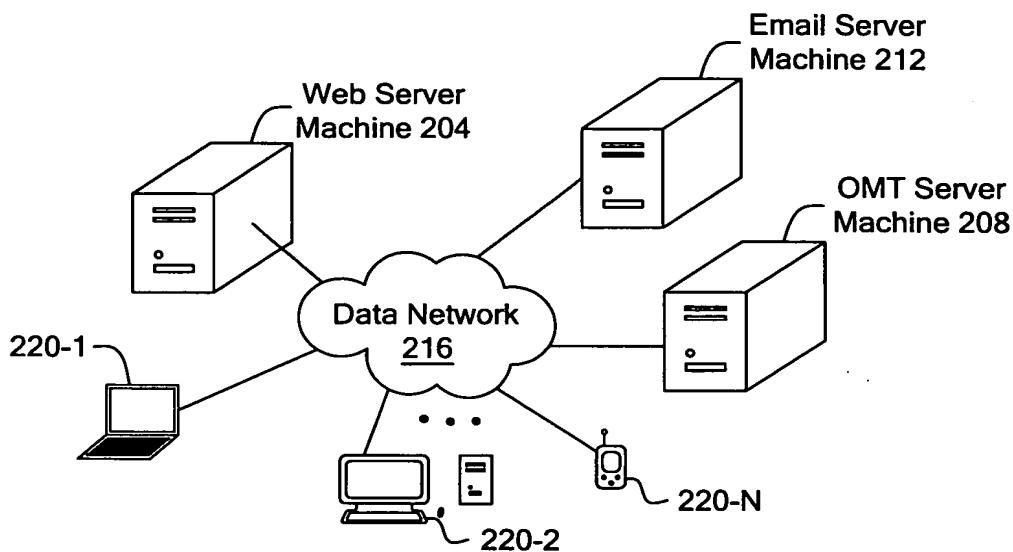 Email Server
Machine 212
Web Server
Machine 204
OMT Server
Machine 208
Data Network
216
220-1
220-N
220-2